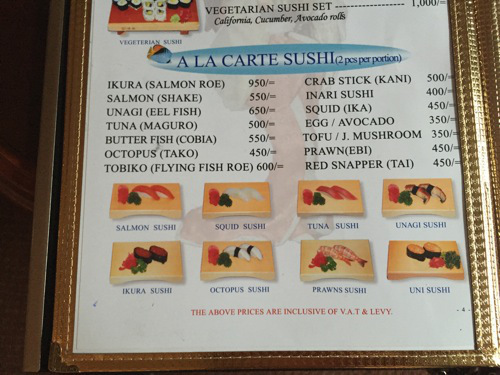 VEGETARIAN SUSHI SET ---------------- 1,000/=
California, Cucumber, Avocado rolls
VEGETERIAN SUSHI
A LA CARTE SUSHI (2 pcs per portion)
IKURA (SALMON ROE) 950/=
SALMON (SHAKE) 550/=
UNAGI (EEL FISH) 650/=
TUNA (MAGURO) 500/=
BUTTER FISH (COBIA) 550/=
OCTOPUS (TAKO) 450/=
TOBIKO (FLYING FISH ROE) 600/=
CRAB STICK (KANI) 500/=
INARI SUSHI 400/=
SQUID (IKA) 450/=
EGG / AVOCADO 350/=
TOFU / J. MUSHROOM 350/=
PRAWN(EBI) 450/=
RED SNAPPER (TAI) 450/=
SALMON SUSHI SQUID SUSHI TUNA SUSHI UNAGI SUSHI
IKURA SUSHI OCTOPUS SUSHI PRAWNS SUSHI UNI SUSHI
THE ABOVE PRICES ARE INCLUSIVE OF V.A.T & LEVY.
- 4 -